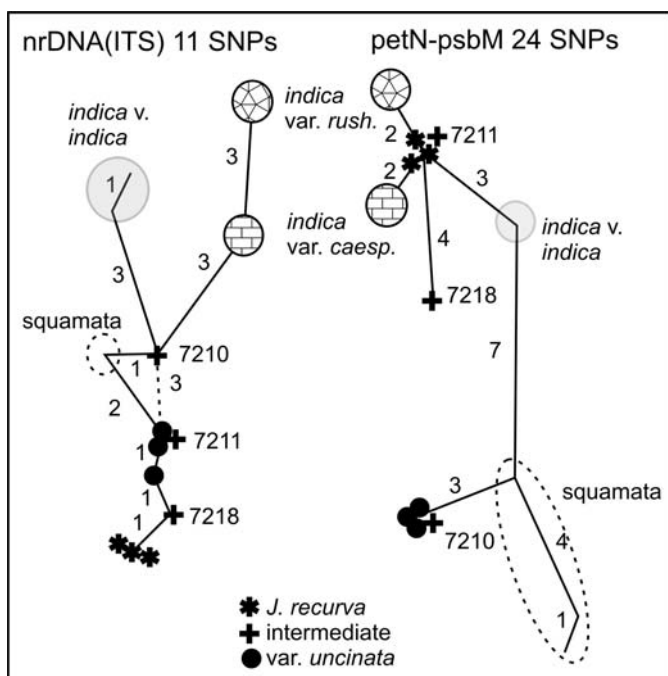 nrDNA(ITS) 11 SNPs
indica v.
indica
1
3
3
indica
var. rush.
3
indica
var. caesp.
squamata
1
7210
3
2
1
7211
1
7218
1
petN-psbM 24 SNPs
2
7211
2
3
4
indica v.
indica
7218
7
3
squamata
7210
4
1
J. recurva
intermediate
var. uncinata